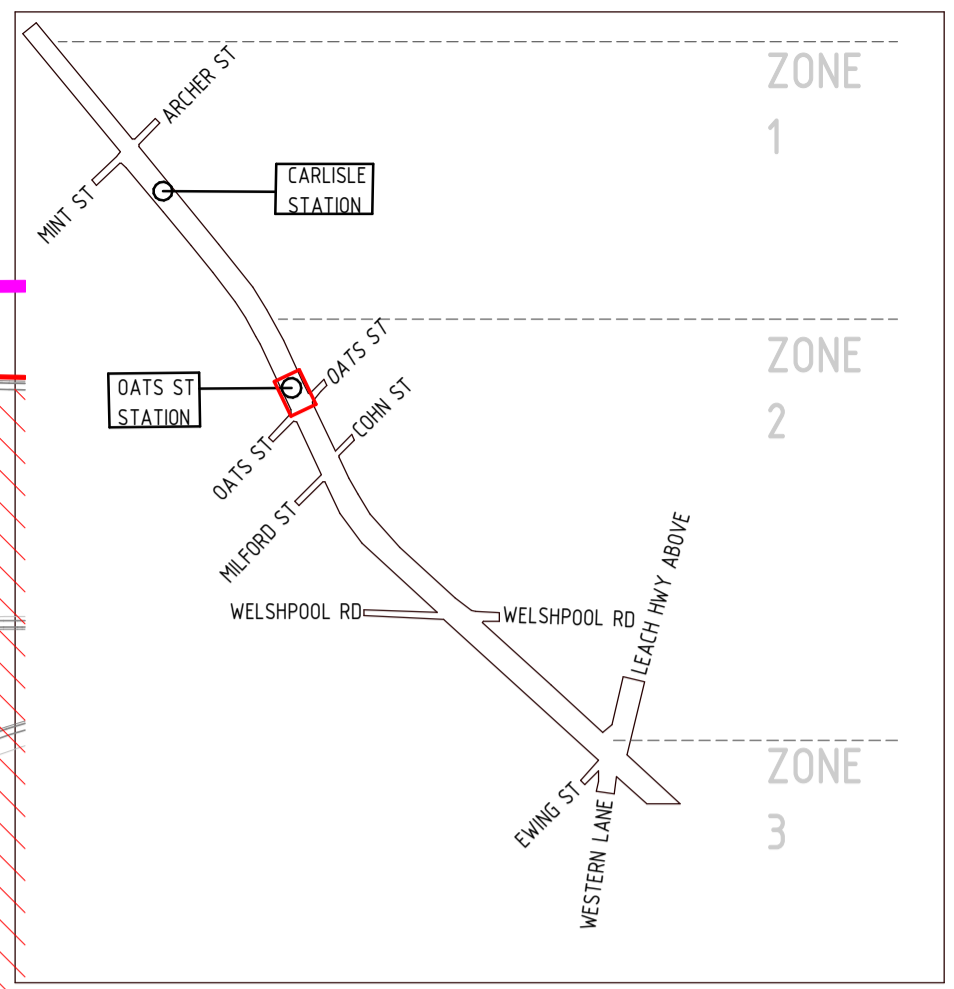 ZONE
1
ARCHER ST
MINT ST
CARLISLE
STATION
ZONE
2
OATS ST
OATS ST
STATION
COHN ST
OATS ST
MILFORD ST
WELSHPOOL RD
WELSHPOOL RD
LEACH HWY ABOVE
ZONE
3
EWING ST
WESTERN LANE